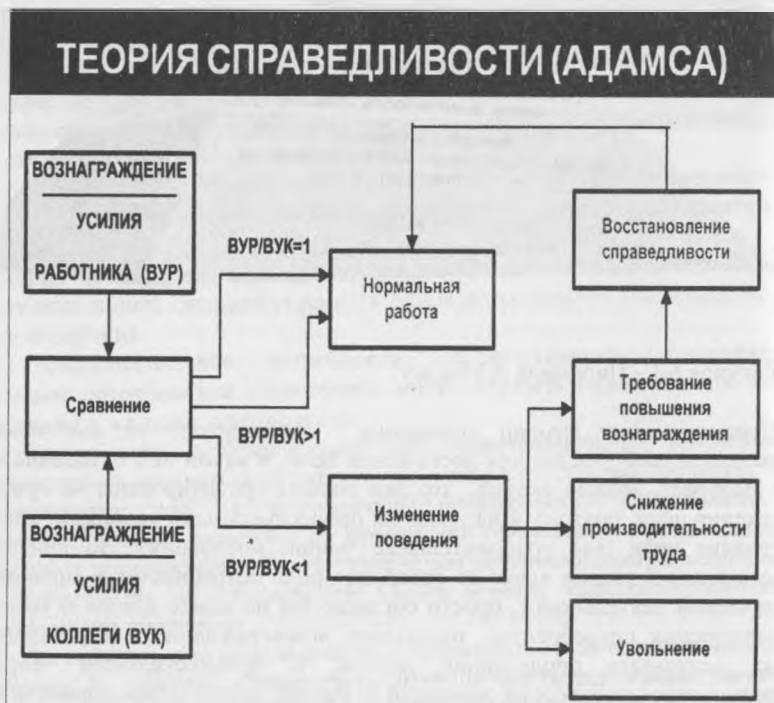 ТЕОРИЯ СПРАВЕДЛИВОСТИ (АДАМСА)
ВОЗНАГРАЖДЕНИЕ
УСИЛИЯ
РАБОТНИКА (ВУР)
ВУР/ВУК=1
Нормальная
работа
Восстановление
справедливости
Сравнение
ВУР/ВУК>1
Требование
повышения
вознаграждения
ВОЗНАГРАЖДЕНИЕ
УСИЛИЯ
КОЛЛЕГИ (ВУК)
ВУР/ВУК<1
Изменение
поведения
Снижение
производительности
труда
Увольнение